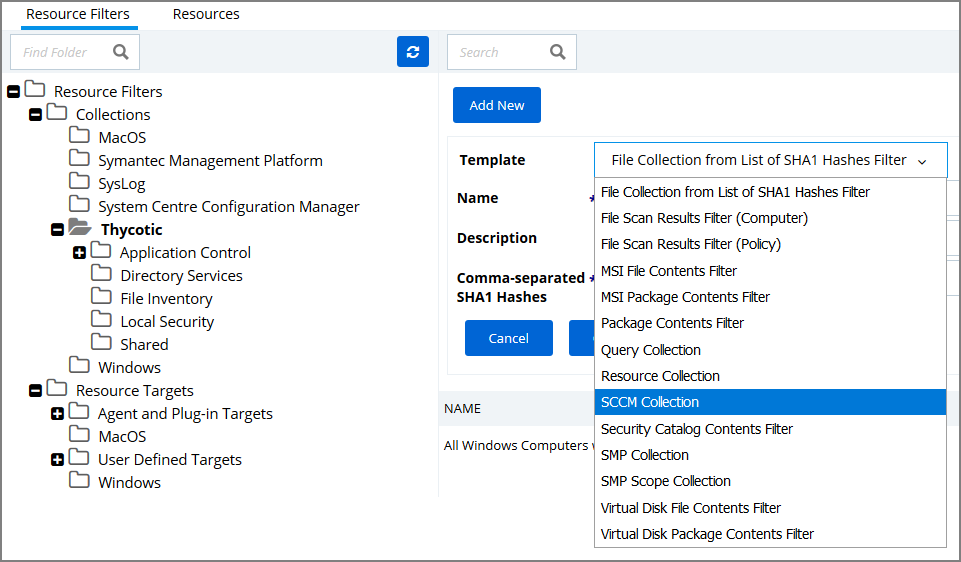 Resource Filters
Resources
Find Folder
Search
Resource Filters
Collections
MacOS
Symantec Management Platform
SysLog
System Centre Configuration Manager
Thycotic
Application Control
Directory Services
File Inventory
Local Security
Shared
Windows
Resource Targets
Agent and Plug-in Targets
MacOS
User Defined Targets
Windows
Add New
Template
File Collection from List of SHA1 Hashes Filter
Name *
Description
Comma-separated *
SHA1 Hashes
Cancel
File Collection from List of SHA1 Hashes Filter
File Scan Results Filter (Computer)
File Scan Results Filter (Policy)
MSI File Contents Filter
MSI Package Contents Filter
Package Contents Filter
Query Collection
Resource Collection
SCCM Collection
Security Catalog Contents Filter
SMP Collection
SMP Scope Collection
Virtual Disk File Contents Filter
Virtual Disk Package Contents Filter
NAME
All Windows Computers